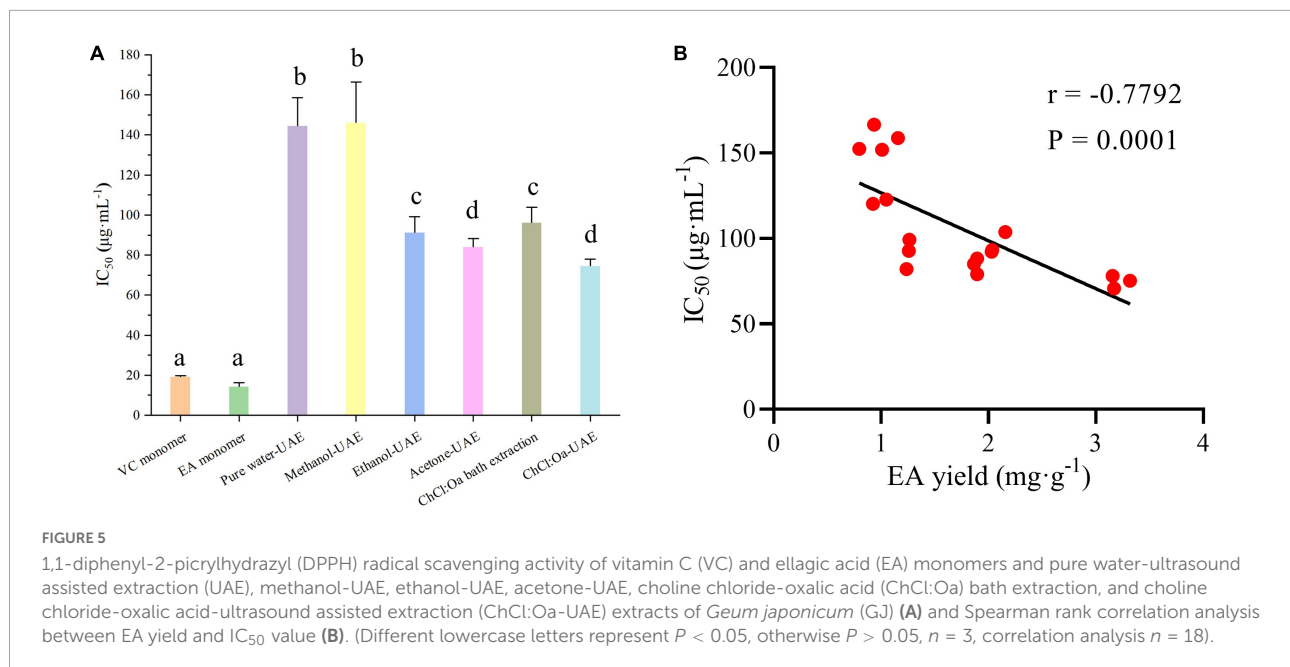 A
180
160
140
120
100
80
60
40
20
0
IC50 (μg·mL-1)
a
a
b
b
c
d
c
d
VC monomer
EA monomer
Pure water-UAE
Methanol-UAE
Ethanol-UAE
Acetone-UAE
ChCl:Oa bath extraction
ChCl:Oa-UAE
B
200
150
100
50
0
IC50 (μg·mL-1)
r = -0.7792
P = 0.0001
0
1
2
3
4
EA yield (mg·g-1)
FIGURE 5
1,1-diphenyl-2-picrylhydrazyl (DPPH) radical scavenging activity of vitamin C (VC) and ellagic acid (EA) monomers and pure water-ultrasound
assisted extraction (UAE), methanol-UAE, ethanol-UAE, acetone-UAE, choline chloride-oxalic acid (ChCl:Oa) bath extraction, and choline
chloride-oxalic acid-ultrasound assisted extraction (ChCl:Oa-UAE) extracts of Geum japonicum (GJ) (A) and Spearman rank correlation analysis
between EA yield and IC50 value (B). (Different lowercase letters represent P < 0.05, otherwise P > 0.05, n = 3, correlation analysis n = 18).